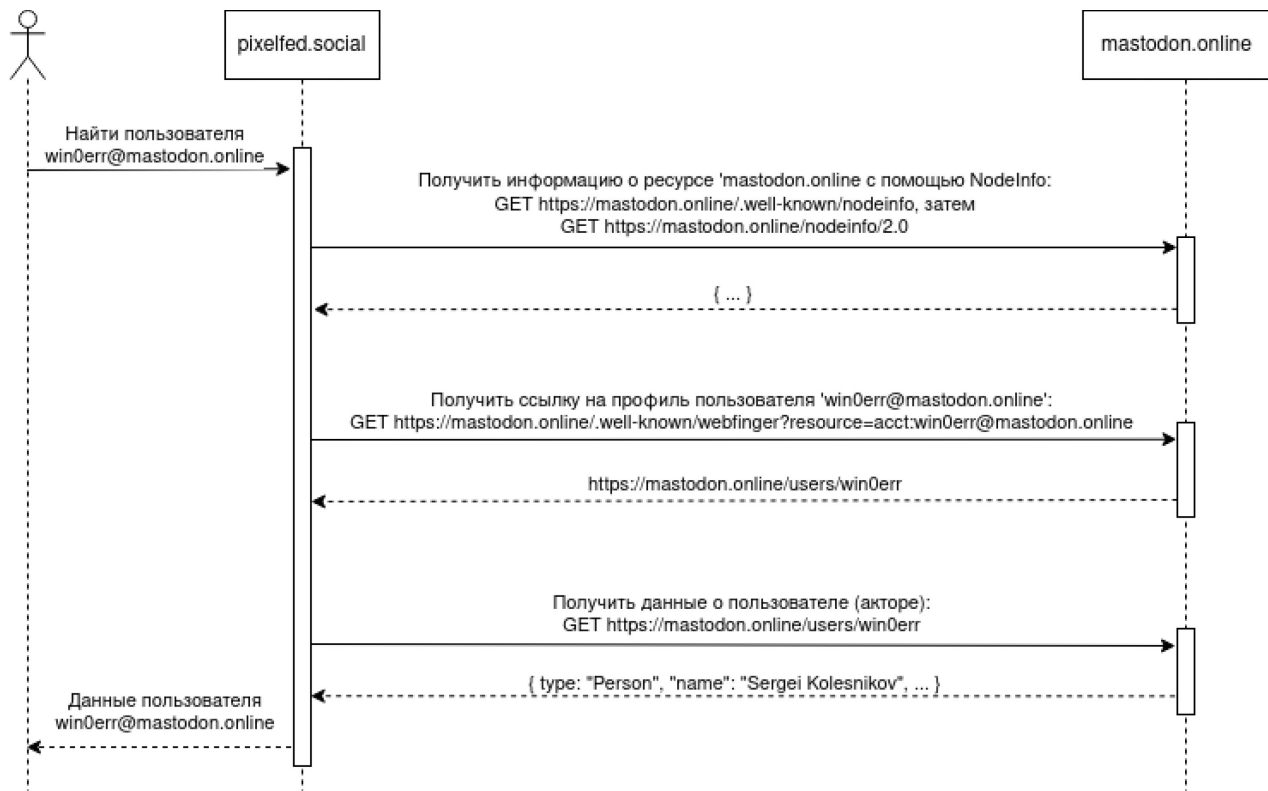 pixelfed.social
mastodon.online
Найти пользователя
win0err@mastodon.online
Получить информацию о ресурсе 'mastodon.online с помощью NodeInfo:
GET https://mastodon.online/.well-known/nodeinfo, затем
GET https://mastodon.online/nodeinfo/2.0
{ ... }
Получить ссылку на профиль пользователя 'win0err@mastodon.online':
GET https://mastodon.online/.well-known/webfinger?resource=acct:win0err@mastodon.online
https://mastodon.online/users/win0err
Получить данные о пользователе (акторе):
GET https://mastodon.online/users/win0err
{ type: "Person", "name": "Sergei Kolesnikov", ... }
Данные пользователя
win0err@mastodon.online